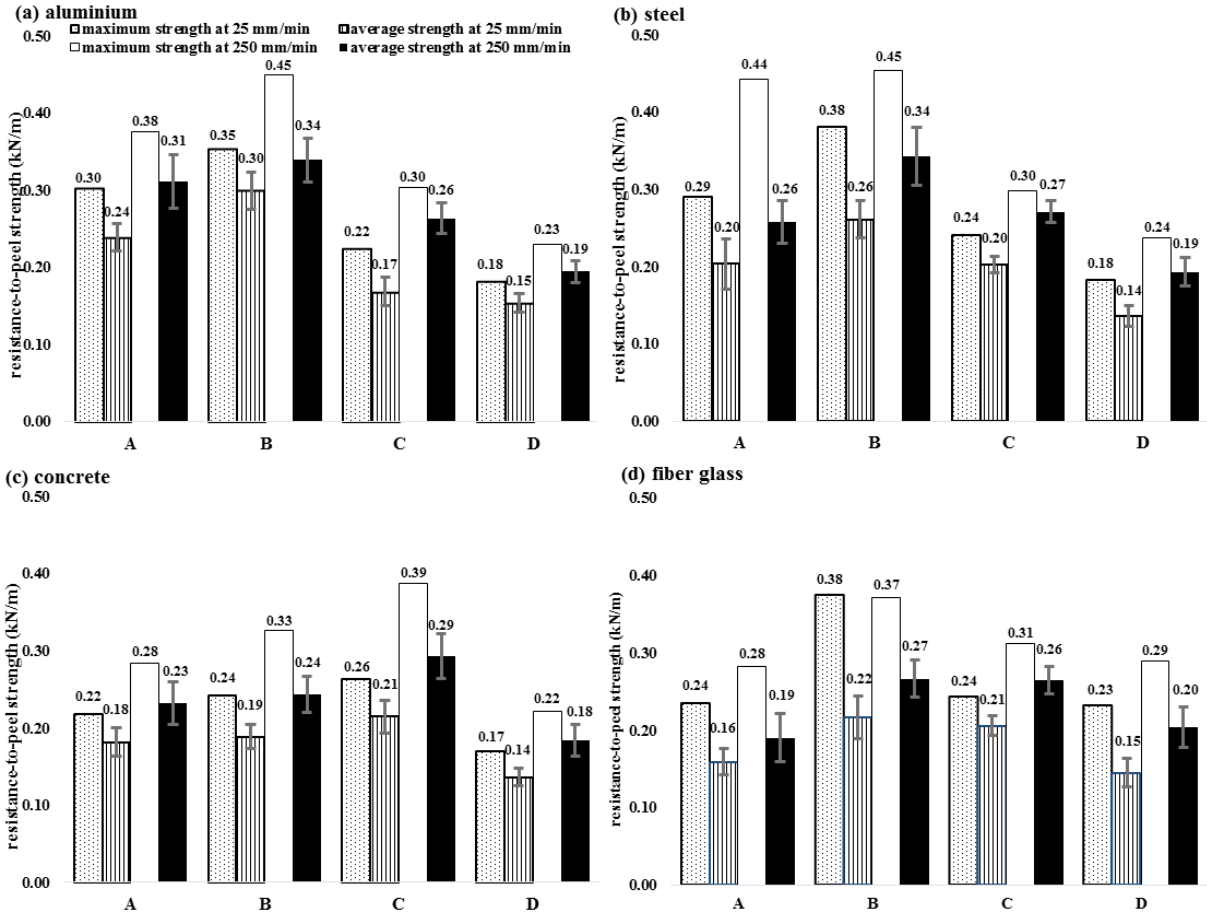 (a) aluminium
maximum strength at 25 mm/min average strength at 25 mm/min
maximum strength at 250 mm/min average strength at 250 mm/min
resistance-to-peel strength (kN/m)
0.50
0.40
0.30
0.20
0.10
0.00
0.30 0.24 0.38 0.31
0.35 0.30 0.45 0.34
0.22 0.17 0.30 0.26
0.18 0.15 0.23 0.19
A B C D
(b) steel
resistance-to-peel strength (kN/m)
0.50
0.40
0.30
0.20
0.10
0.00
0.29 0.20 0.44 0.26
0.38 0.26 0.45 0.34
0.24 0.20 0.30 0.27
0.18 0.14 0.24 0.19
A B C D
(c) concrete
resistance-to-peel strength (kN/m)
0.50
0.40
0.30
0.20
0.10
0.00
0.22 0.18 0.28 0.23
0.24 0.19 0.33 0.24
0.26 0.21 0.39 0.29
0.17 0.14 0.22 0.18
A B C D
(d) fiber glass
resistance-to-peel strength (kN/m)
0.50
0.40
0.30
0.20
0.10
0.00
0.24 0.16 0.28 0.19
0.38 0.22 0.37 0.27
0.24 0.21 0.31 0.26
0.23 0.15 0.29 0.20
A B C D